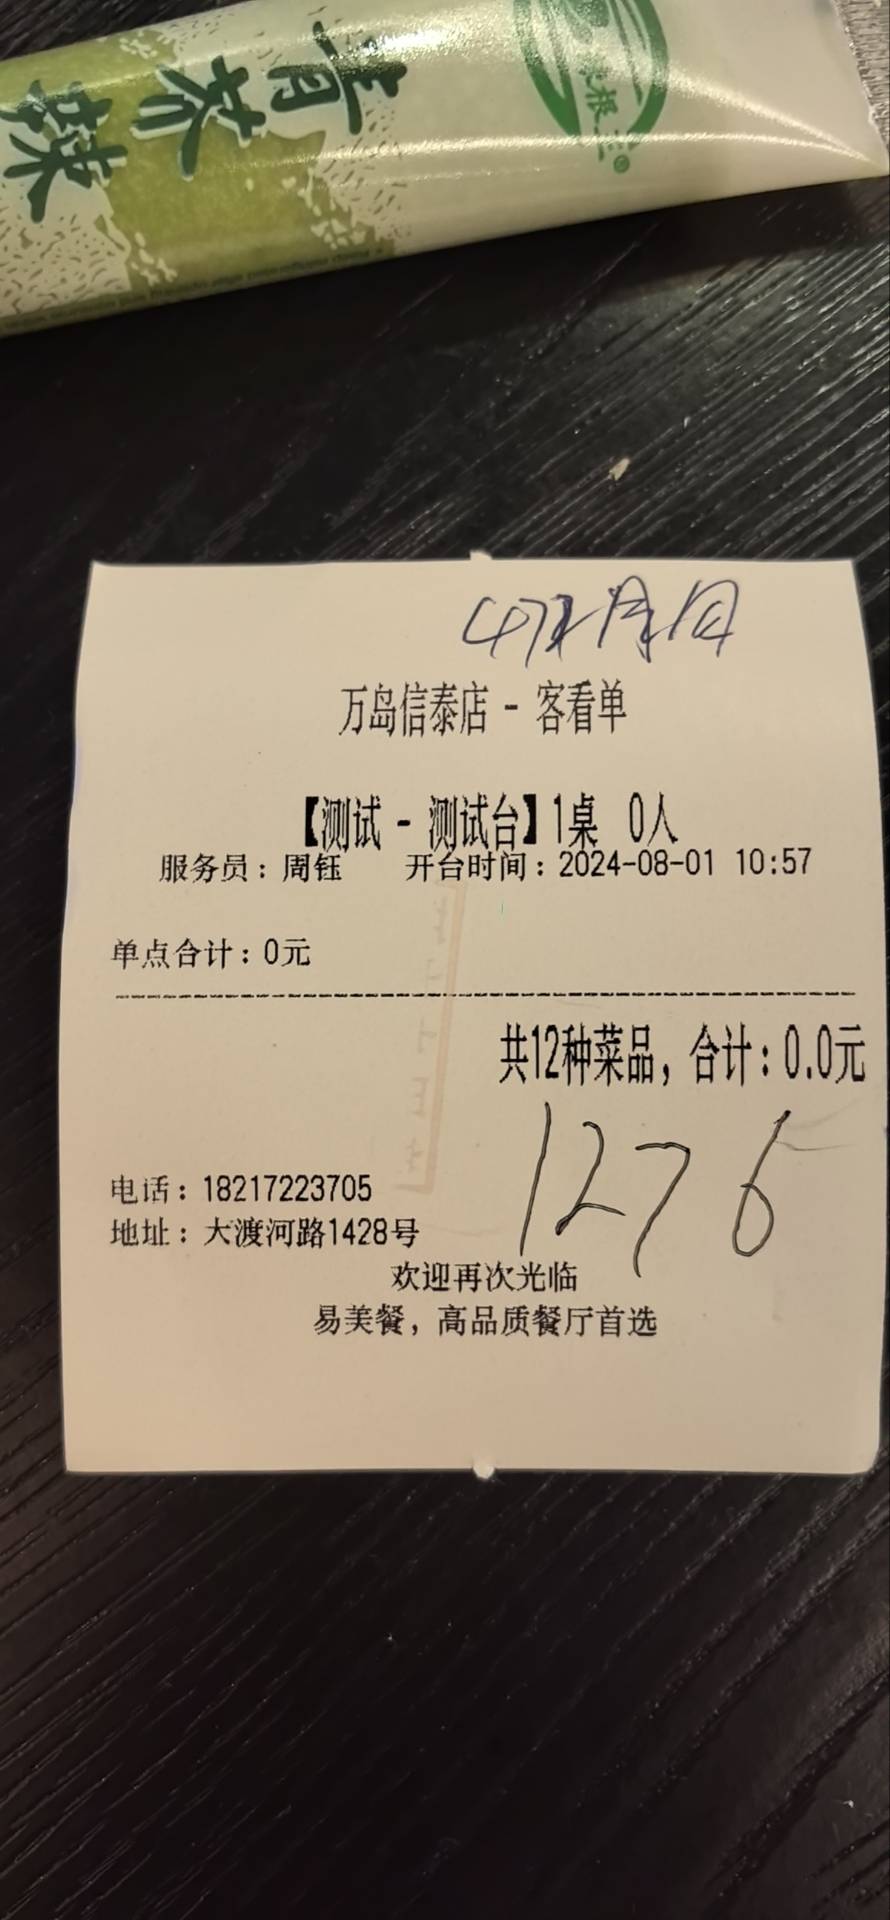 青芥辣
根
®
万岛信泰店 - 客看单
【测试 - 测试台】1桌 0人
服务员：周钰 开台时间：2024-08-01 10:57
单点合计：0元
共12种菜品，合计：0.0元
1276
电话：18217223705
地址：大渡河路1428号
欢迎再次光临
易美餐，高品质餐厅首选